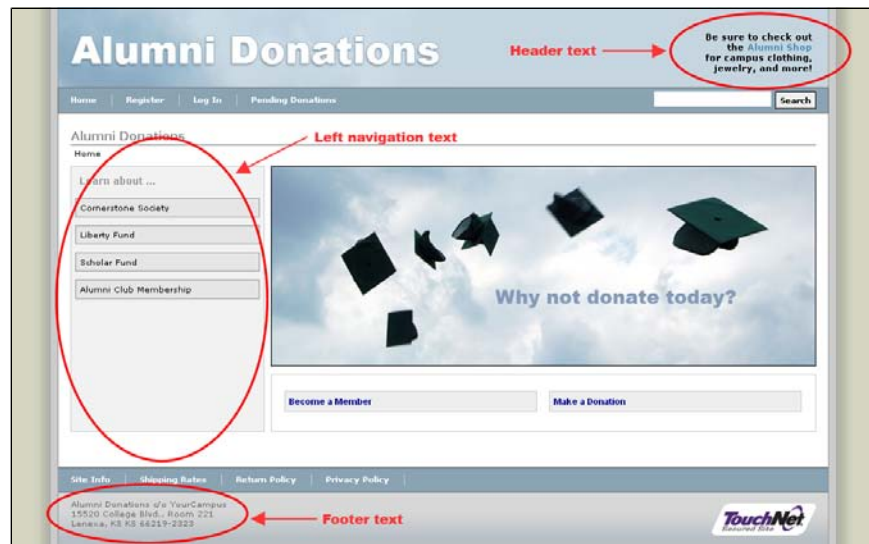 Alumni Donations
Header text
Be sure to check out
the Alumni Shop
for campus clothing,
jewelry, and more!
Home Register Log In Pending Donations
Search
Alumni Donations
Left navigation text
Home
Learn about ...
Cornerstone Society
Liberty Fund
Scholar Fund
Alumni Club Membership
Why not donate today?
Become a Member
Make a Donation
Site Info Shipping Rates Return Policy Privacy Policy
Alumni Donations c/o YourCampus
15520 College Blvd., Room 221
Lenexa, KS KS 66219-2323
Footer text
TouchNet
Secured Site